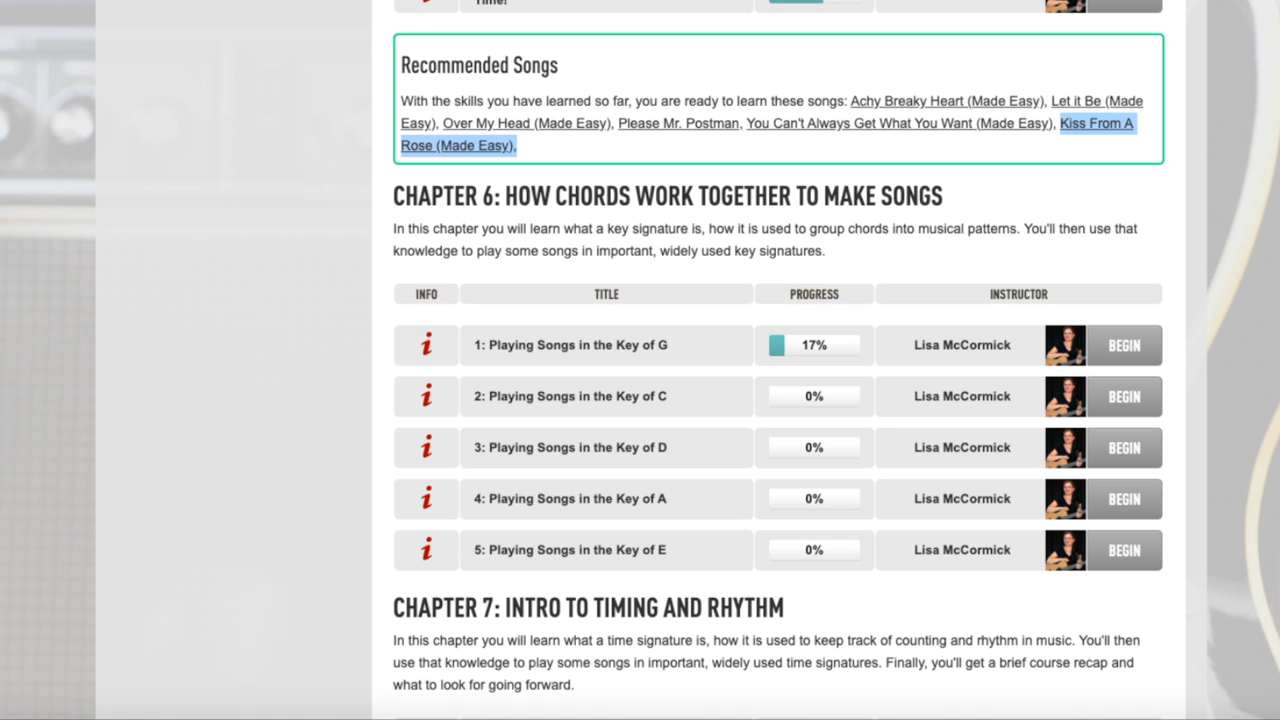 Time!
Recommended Songs
With the skills you have learned so far, you are ready to learn these songs: Achy Breaky Heart (Made Easy), Let it Be (Made
Easy), Over My Head (Made Easy), Please Mr. Postman, You Can't Always Get What You Want (Made Easy), Kiss From A
Rose (Made Easy),
CHAPTER 6: HOW CHORDS WORK TOGETHER TO MAKE SONGS
In this chapter you will learn what a key signature is, how it is used to group chords into musical patterns. You'll then use that
knowledge to play some songs in important, widely used key signatures.
INFO TITLE PROGRESS INSTRUCTOR
i 1: Playing Songs in the Key of G 17% Lisa McCormick BEGIN
i 2: Playing Songs in the Key of C 0% Lisa McCormick BEGIN
i 3: Playing Songs in the Key of D 0% Lisa McCormick BEGIN
i 4: Playing Songs in the Key of A 0% Lisa McCormick BEGIN
i 5: Playing Songs in the Key of E 0% Lisa McCormick BEGIN
CHAPTER 7: INTRO TO TIMING AND RHYTHM
In this chapter you will learn what a time signature is, how it is used to keep track of counting and rhythm in music. You'll then
use that knowledge to play some songs in important, widely used time signatures. Finally, you'll get a brief course recap and
what to look for going forward.